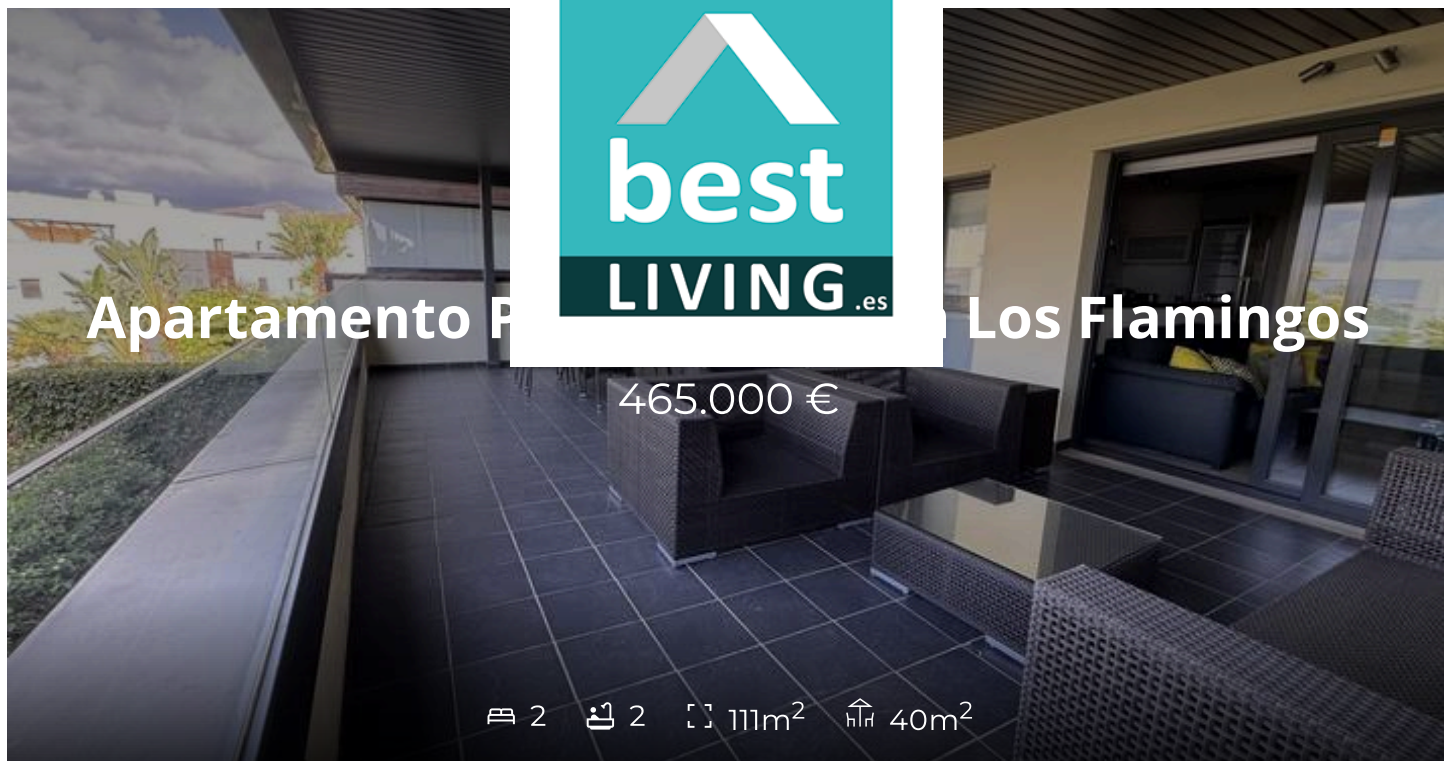 best
LIVING.es
Apartamento Los Flamingos
465.000 €
2 2 111m² 40m²